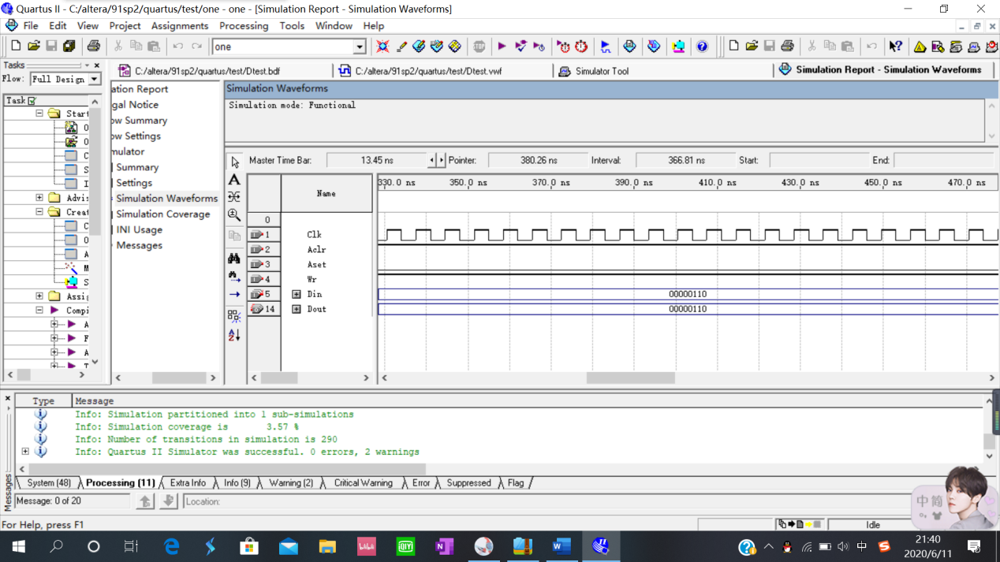 Quartus II - C:/altera/91sp2/quartus/test/one - one - [Simulation Report - Simulation Waveforms]
File Edit View Project Assignments Processing Tools Window Help
one
Tasks
Flow: Full Design
C:/altera/91sp2/quartus/test/Dtest.bdf
C:/altera/91sp2/quartus/test/Dtest.vwf
Simulator Tool
Simulation Report - Simulation Waveforms
Task
Start
O
O
C
S
I
Advis
Creat
C
O
A
M
S
Assig
Compi
A
F
A
T
ation Report
gal Notice
ow Summary
ow Settings
mulator
Summary
Settings
Simulation Waveforms
Simulation Coverage
INI Usage
Messages
Simulation Waveforms
Simulation mode: Functional
Master Time Bar: 13.45 ns Pointer: 380.26 ns Interval: 366.81 ns Start: End:
Name
330.0 ns 350.0 ns 370.0 ns 390.0 ns 410.0 ns 430.0 ns 450.0 ns 470.0 ns
0
1 Clk
2 Aclr
3 Aset
4 Wr
5 Din 00000110
14 Dout 00000110
Type Message
Info: Simulation partitioned into 1 sub-simulations
Info: Simulation coverage is 3.57 %
Info: Number of transitions in simulation is 290
Info: Quartus II Simulator was successful. 0 errors, 2 warnings
System (48) Processing (11) Extra Info Info (9) Warning (2) Critical Warning Error Suppressed Flag
Messages
Message: 0 of 20 Location:
中 简
For Help, press F1 Idle
中
21:40
2020/6/11